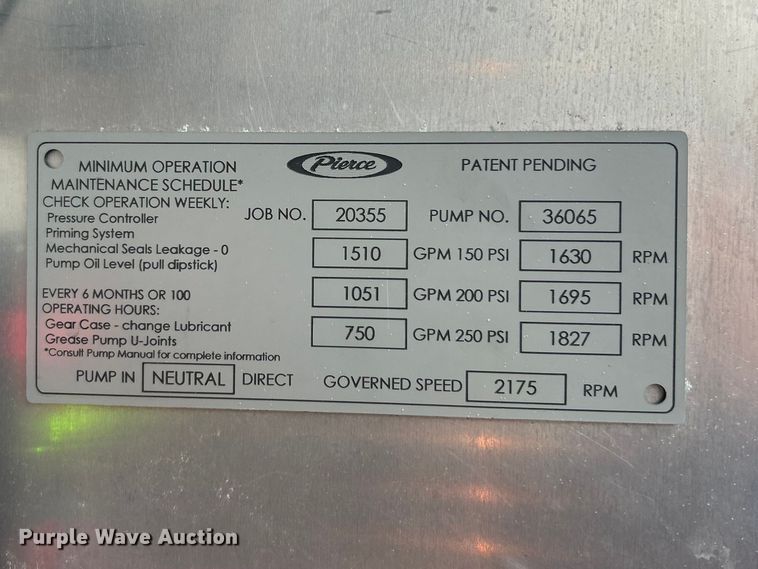 MINIMUM OPERATION
MAINTENANCE SCHEDULE*
CHECK OPERATION WEEKLY:
Pressure Controller
Priming System
Mechanical Seals Leakage - 0
Pump Oil Level (pull dipstick)
EVERY 6 MONTHS OR 100
OPERATING HOURS:
Gear Case - change Lubricant
Grease Pump U-Joints
*Consult Pump Manual for complete information
Pierce
PATENT PENDING
JOB NO. 20355 PUMP NO. 36065
1510 GPM 150 PSI 1630 RPM
1051 GPM 200 PSI 1695 RPM
750 GPM 250 PSI 1827 RPM
PUMP IN NEUTRAL DIRECT GOVERNED SPEED 2175 RPM
Purple Wave Auction